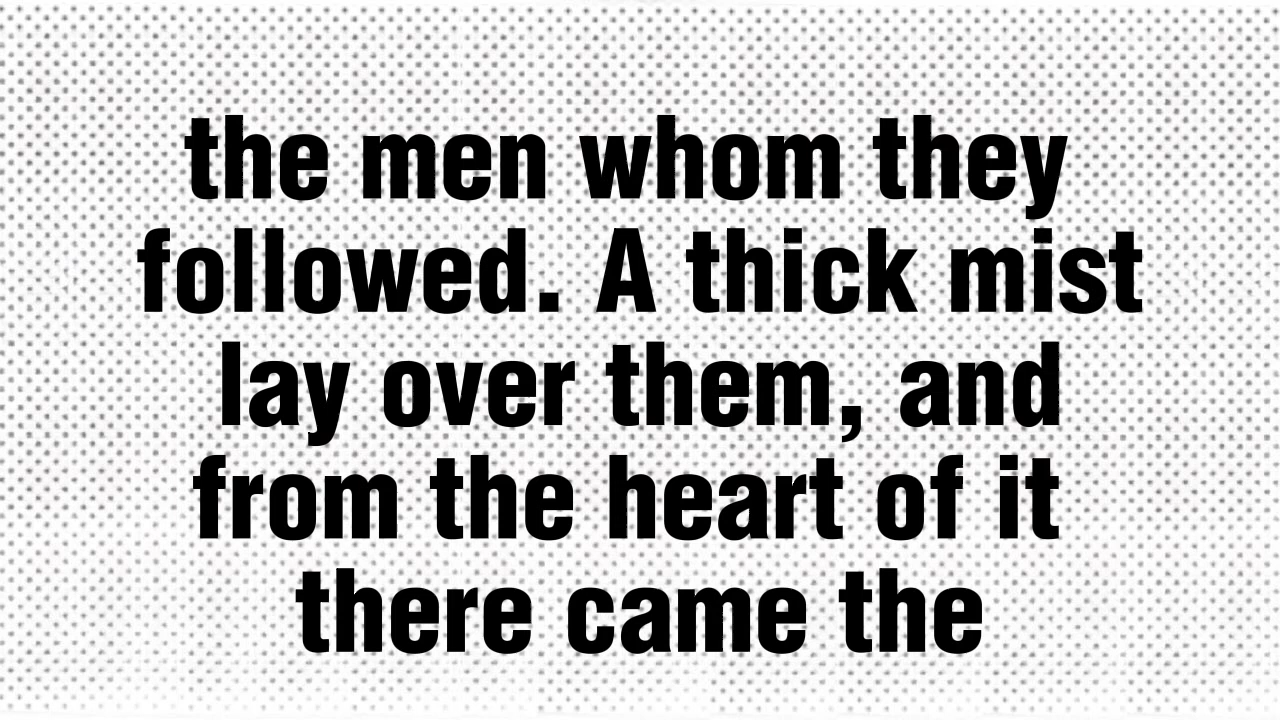 the men whom they
followed. A thick mist
lay over them, and
from the heart of it
there came the